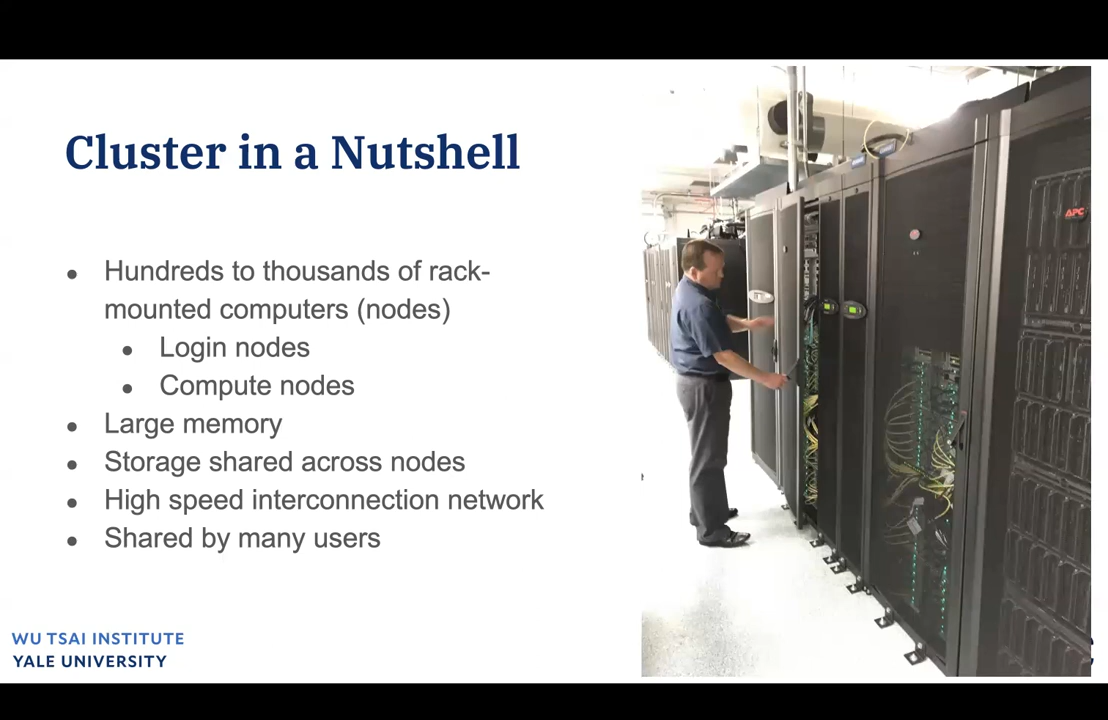 Cluster in a Nutshell
● Hundreds to thousands of rack-
mounted computers (nodes)
● Login nodes
● Compute nodes
● Large memory
● Storage shared across nodes
● High speed interconnection network
● Shared by many users
WU TSAI INSTITUTE
YALE UNIVERSITY
APC